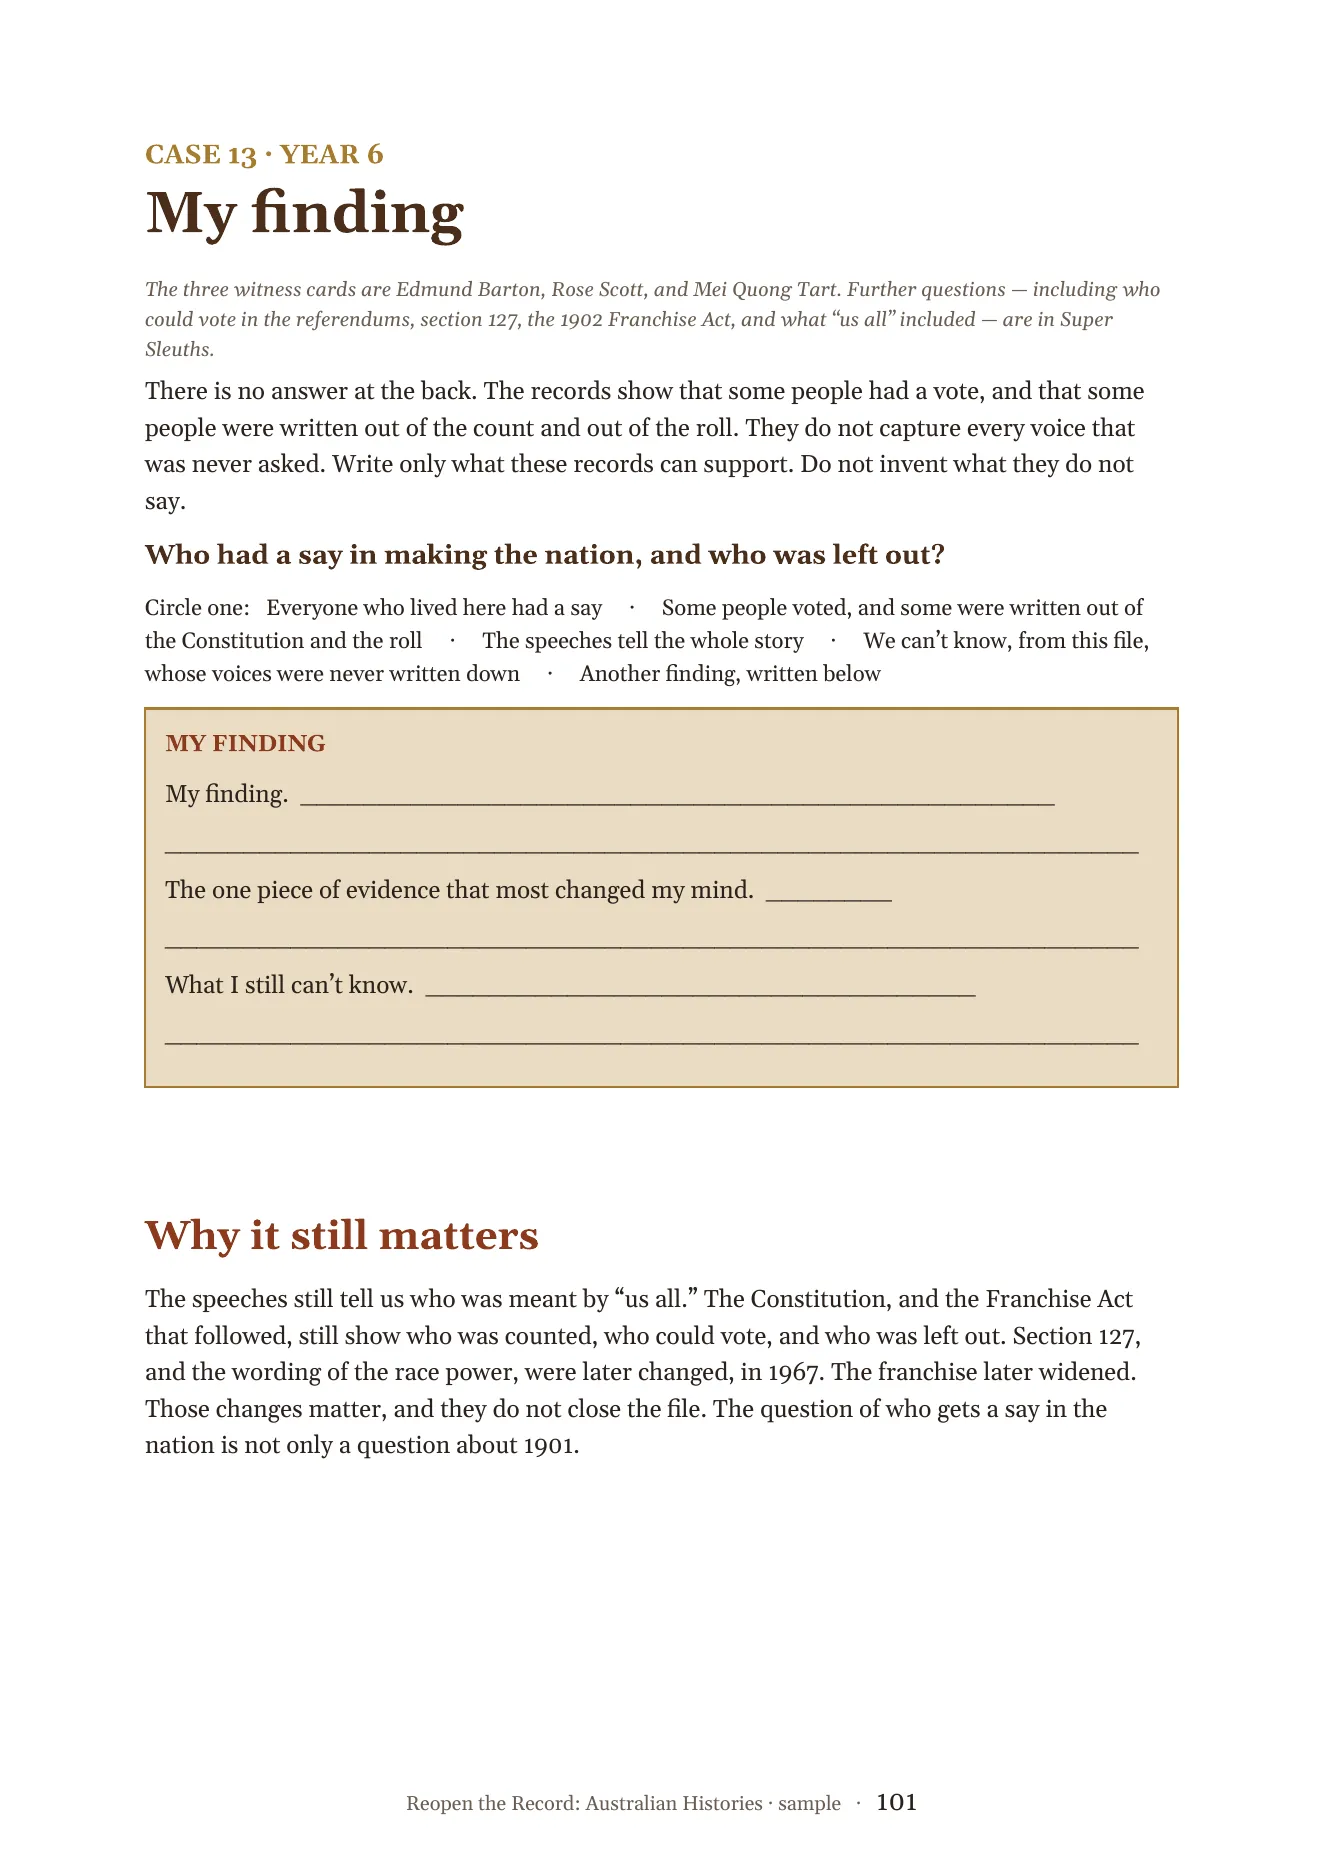 CASE 13 · YEAR 6
My finding
The three witness cards are Edmund Barton, Rose Scott, and Mei Quong Tart. Further questions — including who
could vote in the referendums, section 127, the 1902 Franchise Act, and what “us all” included — are in Super
Sleuths.
There is no answer at the back. The records show that some people had a vote, and that some
people were written out of the count and out of the roll. They do not capture every voice that
was never asked. Write only what these records can support. Do not invent what they do not
say.
Who had a say in making the nation, and who was left out?
Circle one: Everyone who lived here had a say · Some people voted, and some were written out of
the Constitution and the roll · The speeches tell the whole story · We can’t know, from this file,
whose voices were never written down · Another finding, written below
MY FINDING
My finding. ________________________________________________
______________________________________________________________
The one piece of evidence that most changed my mind. ________
______________________________________________________________
What I still can’t know. ___________________________________
______________________________________________________________
Why it still matters
The speeches still tell us who was meant by “us all.” The Constitution, and the Franchise Act
that followed, still show who was counted, who could vote, and who was left out. Section 127,
and the wording of the race power, were later changed, in 1967. The franchise later widened.
Those changes matter, and they do not close the file. The question of who gets a say in the
nation is not only a question about 1901.
Reopen the Record: Australian Histories · sample · 101